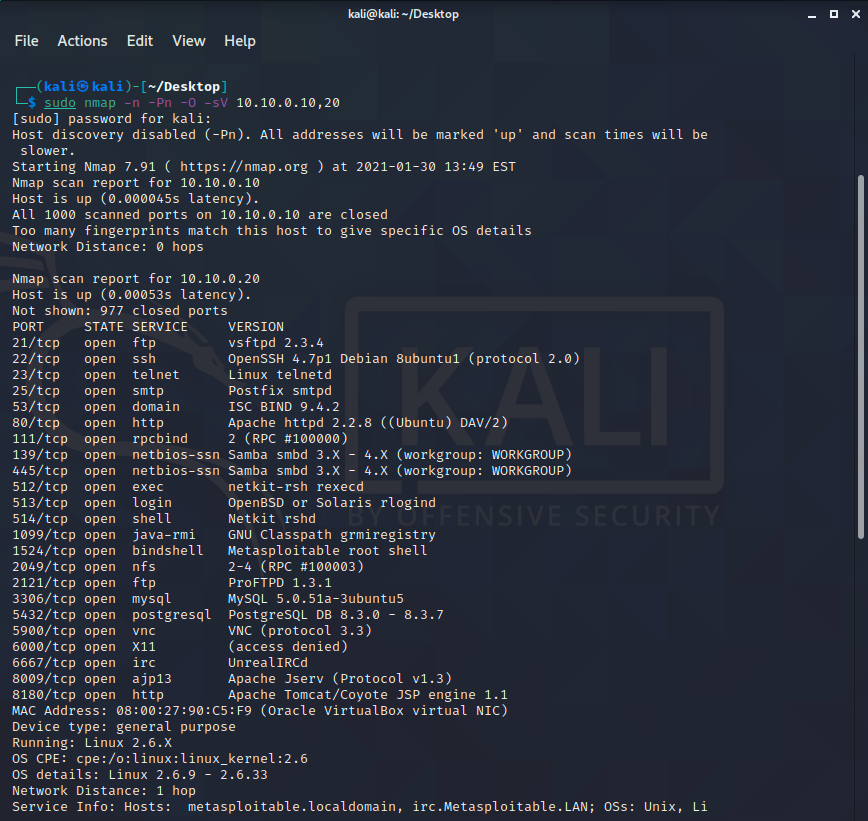 kali@kali: ~/Desktop
File Actions Edit View Help
┌──(kali㉿kali)-[~/Desktop]
└─$ sudo nmap -n -Pn -O -sV 10.10.0.10,20
[sudo] password for kali:
Host discovery disabled (-Pn). All addresses will be marked 'up' and scan times will be
 slower.
Starting Nmap 7.91 ( https://nmap.org ) at 2021-01-30 13:49 EST
Nmap scan report for 10.10.0.10
Host is up (0.000045s latency).
All 1000 scanned ports on 10.10.0.10 are closed
Too many fingerprints match this host to give specific OS details
Network Distance: 0 hops
Nmap scan report for 10.10.0.20
Host is up (0.00053s latency).
Not shown: 977 closed ports
PORT     STATE SERVICE     VERSION
21/tcp   open  ftp         vsftpd 2.3.4
22/tcp   open  ssh         OpenSSH 4.7p1 Debian 8ubuntu1 (protocol 2.0)
23/tcp   open  telnet      Linux telnetd
25/tcp   open  smtp        Postfix smtpd
53/tcp   open  domain      ISC BIND 9.4.2
80/tcp   open  http        Apache httpd 2.2.8 ((Ubuntu) DAV/2)
111/tcp  open  rpcbind     2 (RPC #100000)
139/tcp  open  netbios-ssn Samba smbd 3.X - 4.X (workgroup: WORKGROUP)
445/tcp  open  netbios-ssn Samba smbd 3.X - 4.X (workgroup: WORKGROUP)
512/tcp  open  exec        netkit-rsh rexecd
513/tcp  open  login       OpenBSD or Solaris rlogind
514/tcp  open  shell       Netkit rshd
1099/tcp open  java-rmi    GNU Classpath grmiregistry
1524/tcp open  bindshell   Metasploitable root shell
2049/tcp open  nfs         2-4 (RPC #100003)
2121/tcp open  ftp         ProFTPD 1.3.1
3306/tcp open  mysql       MySQL 5.0.51a-3ubuntu5
5432/tcp open  postgresql  PostgreSQL DB 8.3.0 - 8.3.7
5900/tcp open  vnc         VNC (protocol 3.3)
6000/tcp open  X11         (access denied)
6667/tcp open  irc         UnrealIRCd
8009/tcp open  ajp13       Apache Jserv (Protocol v1.3)
8180/tcp open  http        Apache Tomcat/Coyote JSP engine 1.1
MAC Address: 08:00:27:90:C5:F9 (Oracle VirtualBox virtual NIC)
Device type: general purpose
Running: Linux 2.6.X
OS CPE: cpe:/o:linux:linux_kernel:2.6
OS details: Linux 2.6.9 - 2.6.33
Network Distance: 1 hop
Service Info: Hosts:  metasploitable.localdomain, irc.Metasploitable.LAN; OSs: Unix, Li
KALI
BY OFFENSIVE SECURITY